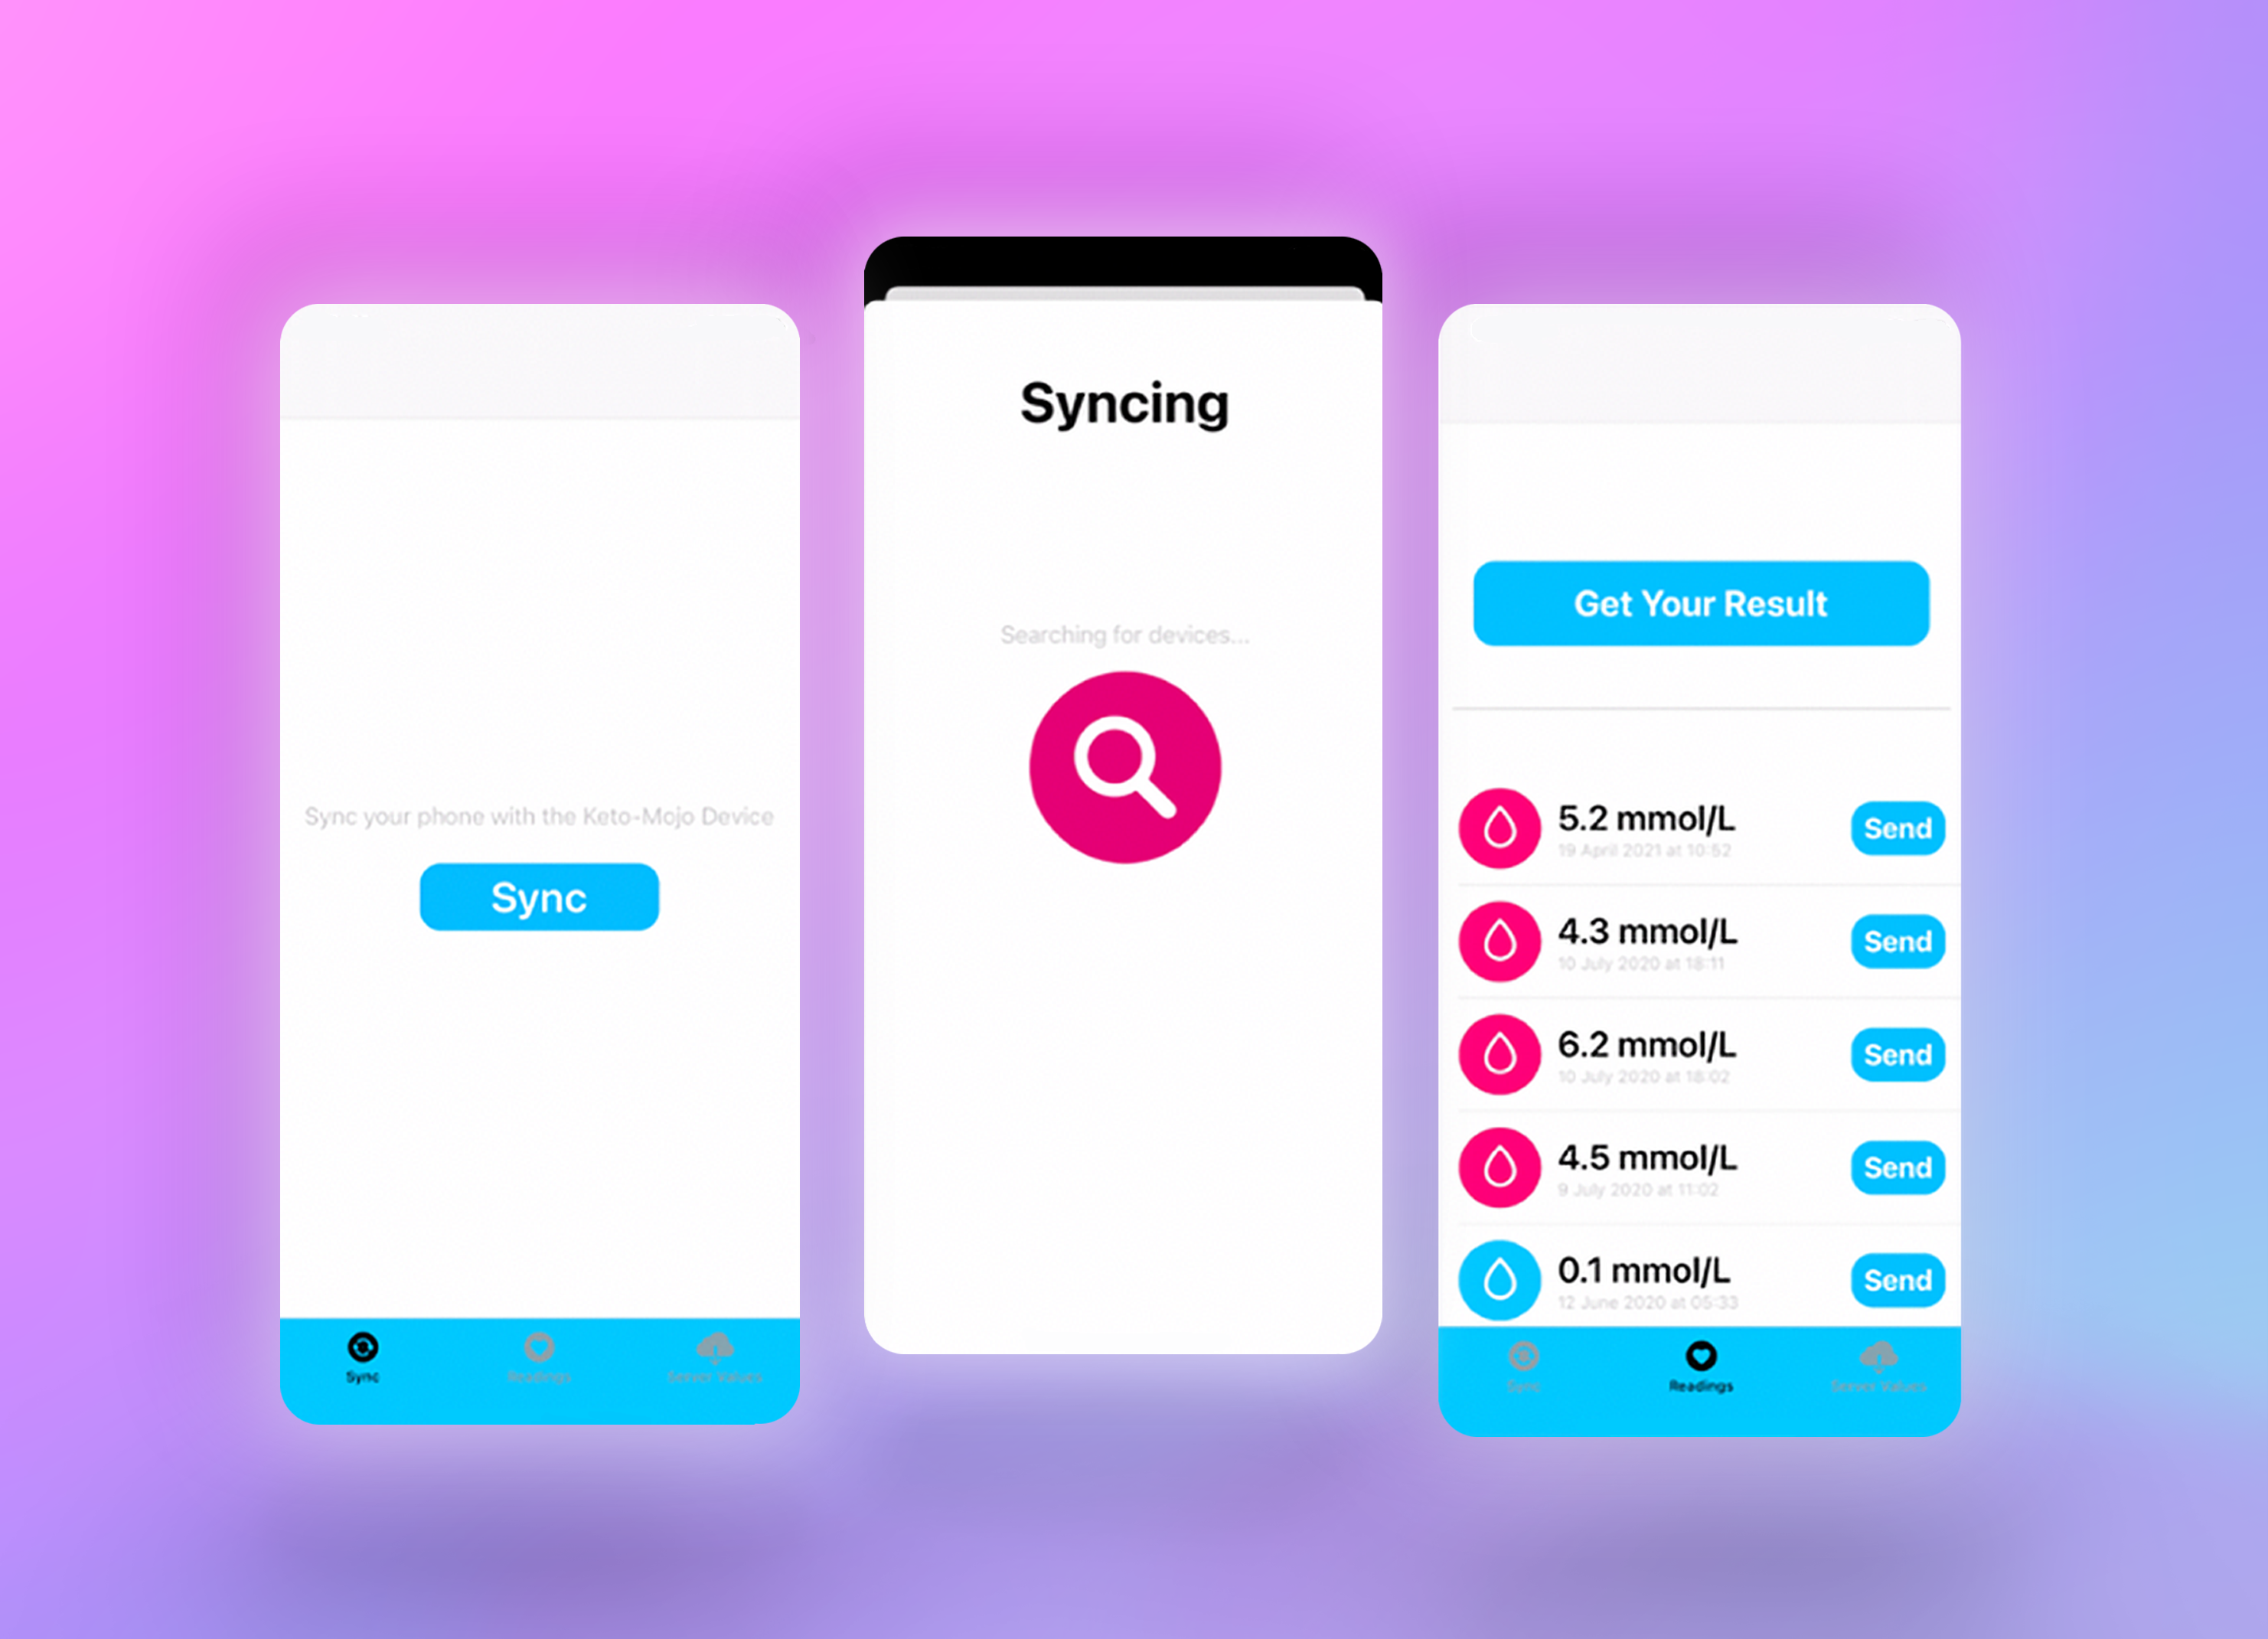 Sync your phone with the Keto-Mojo Device
Sync
Sync
Readings
Server Values
Syncing
Searching for devices...
Get Your Result
5.2 mmol/L
19 April 2021 at 10:52
Send
4.3 mmol/L
10 July 2020 at 18:11
Send
6.2 mmol/L
10 July 2020 at 18:02
Send
4.5 mmol/L
9 July 2020 at 11:02
Send
0.1 mmol/L
12 June 2020 at 05:33
Send
Sync
Readings
Server Values